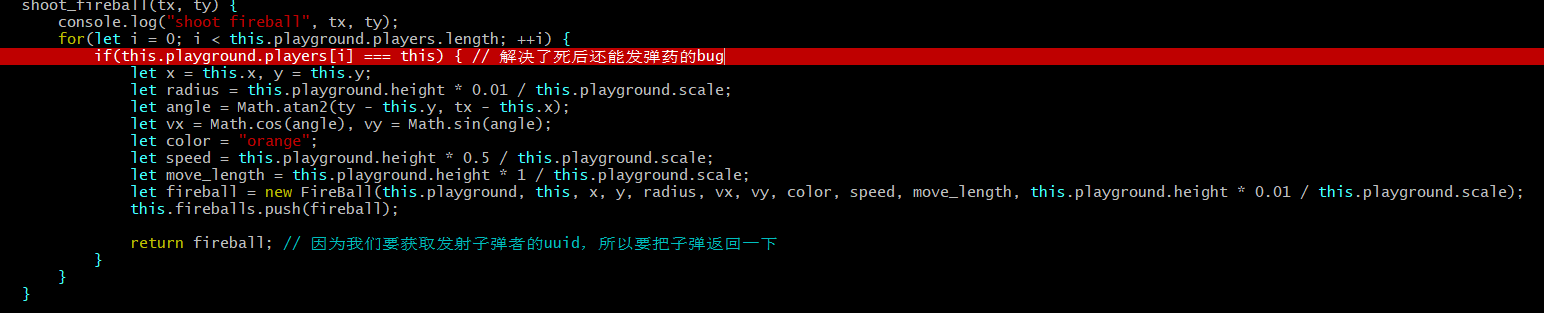 shoot_fireball(tx, ty) {
console.log("shoot fireball", tx, ty);
for(let i = 0; i < this.playground.players.length; ++i) {
if(this.playground.players[i] === this) { // 解决了死后还能发弹药的bug
let x = this.x, y = this.y;
let radius = this.playground.height * 0.01 / this.playground.scale;
let angle = Math.atan2(ty - this.y, tx - this.x);
let vx = Math.cos(angle), vy = Math.sin(angle);
let color = "orange";
let speed = this.playground.height * 0.5 / this.playground.scale;
let move_length = this.playground.height * 1 / this.playground.scale;
let fireball = new FireBall(this.playground, this, x, y, radius, vx, vy, color, speed, move_length, this.playground.height * 0.01 / this.playground.scale);
this.fireballs.push(fireball);
return fireball; // 因为我们要获取发射子弹者的uuid，所以要把子弹返回一下
}
}
}